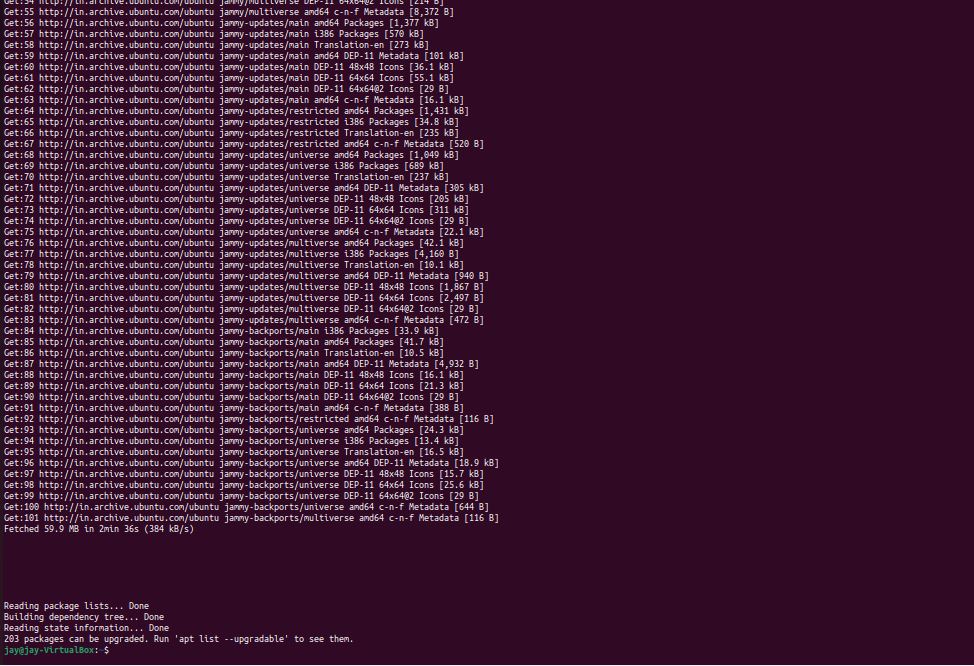 Get:54 http://in.archive.ubuntu.com/ubuntu jammy/multiverse DEP-11 64x64@2 Icons [214 B]
Get:55 http://in.archive.ubuntu.com/ubuntu jammy/multiverse amd64 c-n-f Metadata [8,372 B]
Get:56 http://in.archive.ubuntu.com/ubuntu jammy-updates/main amd64 Packages [1,377 kB]
Get:57 http://in.archive.ubuntu.com/ubuntu jammy-updates/main i386 Packages [570 kB]
Get:58 http://in.archive.ubuntu.com/ubuntu jammy-updates/main Translation-en [273 kB]
Get:59 http://in.archive.ubuntu.com/ubuntu jammy-updates/main amd64 DEP-11 Metadata [101 kB]
Get:60 http://in.archive.ubuntu.com/ubuntu jammy-updates/main DEP-11 48x48 Icons [36.1 kB]
Get:61 http://in.archive.ubuntu.com/ubuntu jammy-updates/main DEP-11 64x64 Icons [55.1 kB]
Get:62 http://in.archive.ubuntu.com/ubuntu jammy-updates/main DEP-11 64x64@2 Icons [29 B]
Get:63 http://in.archive.ubuntu.com/ubuntu jammy-updates/main amd64 c-n-f Metadata [16.1 kB]
Get:64 http://in.archive.ubuntu.com/ubuntu jammy-updates/restricted amd64 Packages [1,431 kB]
Get:65 http://in.archive.ubuntu.com/ubuntu jammy-updates/restricted i386 Packages [34.8 kB]
Get:66 http://in.archive.ubuntu.com/ubuntu jammy-updates/restricted Translation-en [235 kB]
Get:67 http://in.archive.ubuntu.com/ubuntu jammy-updates/restricted amd64 c-n-f Metadata [520 B]
Get:68 http://in.archive.ubuntu.com/ubuntu jammy-updates/universe amd64 Packages [1,049 kB]
Get:69 http://in.archive.ubuntu.com/ubuntu jammy-updates/universe i386 Packages [689 kB]
Get:70 http://in.archive.ubuntu.com/ubuntu jammy-updates/universe Translation-en [237 kB]
Get:71 http://in.archive.ubuntu.com/ubuntu jammy-updates/universe amd64 DEP-11 Metadata [305 kB]
Get:72 http://in.archive.ubuntu.com/ubuntu jammy-updates/universe DEP-11 48x48 Icons [205 kB]
Get:73 http://in.archive.ubuntu.com/ubuntu jammy-updates/universe DEP-11 64x64 Icons [311 kB]
Get:74 http://in.archive.ubuntu.com/ubuntu jammy-updates/universe DEP-11 64x64@2 Icons [29 B]
Get:75 http://in.archive.ubuntu.com/ubuntu jammy-updates/universe amd64 c-n-f Metadata [22.1 kB]
Get:76 http://in.archive.ubuntu.com/ubuntu jammy-updates/multiverse amd64 Packages [42.1 kB]
Get:77 http://in.archive.ubuntu.com/ubuntu jammy-updates/multiverse i386 Packages [4,160 B]
Get:78 http://in.archive.ubuntu.com/ubuntu jammy-updates/multiverse Translation-en [10.1 kB]
Get:79 http://in.archive.ubuntu.com/ubuntu jammy-updates/multiverse amd64 DEP-11 Metadata [940 B]
Get:80 http://in.archive.ubuntu.com/ubuntu jammy-updates/multiverse DEP-11 48x48 Icons [1,867 B]
Get:81 http://in.archive.ubuntu.com/ubuntu jammy-updates/multiverse DEP-11 64x64 Icons [2,497 B]
Get:82 http://in.archive.ubuntu.com/ubuntu jammy-updates/multiverse DEP-11 64x64@2 Icons [29 B]
Get:83 http://in.archive.ubuntu.com/ubuntu jammy-updates/multiverse amd64 c-n-f Metadata [472 B]
Get:84 http://in.archive.ubuntu.com/ubuntu jammy-backports/main i386 Packages [33.9 kB]
Get:85 http://in.archive.ubuntu.com/ubuntu jammy-backports/main amd64 Packages [41.7 kB]
Get:86 http://in.archive.ubuntu.com/ubuntu jammy-backports/main Translation-en [10.5 kB]
Get:87 http://in.archive.ubuntu.com/ubuntu jammy-backports/main amd64 DEP-11 Metadata [4,932 B]
Get:88 http://in.archive.ubuntu.com/ubuntu jammy-backports/main DEP-11 48x48 Icons [16.1 kB]
Get:89 http://in.archive.ubuntu.com/ubuntu jammy-backports/main DEP-11 64x64 Icons [21.3 kB]
Get:90 http://in.archive.ubuntu.com/ubuntu jammy-backports/main DEP-11 64x64@2 Icons [29 B]
Get:91 http://in.archive.ubuntu.com/ubuntu jammy-backports/main amd64 c-n-f Metadata [388 B]
Get:92 http://in.archive.ubuntu.com/ubuntu jammy-backports/restricted amd64 c-n-f Metadata [116 B]
Get:93 http://in.archive.ubuntu.com/ubuntu jammy-backports/universe amd64 Packages [24.3 kB]
Get:94 http://in.archive.ubuntu.com/ubuntu jammy-backports/universe i386 Packages [13.4 kB]
Get:95 http://in.archive.ubuntu.com/ubuntu jammy-backports/universe Translation-en [16.5 kB]
Get:96 http://in.archive.ubuntu.com/ubuntu jammy-backports/universe amd64 DEP-11 Metadata [18.9 kB]
Get:97 http://in.archive.ubuntu.com/ubuntu jammy-backports/universe DEP-11 48x48 Icons [15.7 kB]
Get:98 http://in.archive.ubuntu.com/ubuntu jammy-backports/universe DEP-11 64x64 Icons [25.6 kB]
Get:99 http://in.archive.ubuntu.com/ubuntu jammy-backports/universe DEP-11 64x64@2 Icons [29 B]
Get:100 http://in.archive.ubuntu.com/ubuntu jammy-backports/universe amd64 c-n-f Metadata [644 B]
Get:101 http://in.archive.ubuntu.com/ubuntu jammy-backports/multiverse amd64 c-n-f Metadata [116 B]
Fetched 59.9 MB in 2min 36s (384 kB/s)
Reading package lists... Done
Building dependency tree... Done
Reading state information... Done
203 packages can be upgraded. Run 'apt list --upgradable' to see them.
jay@jay-VirtualBox:~$